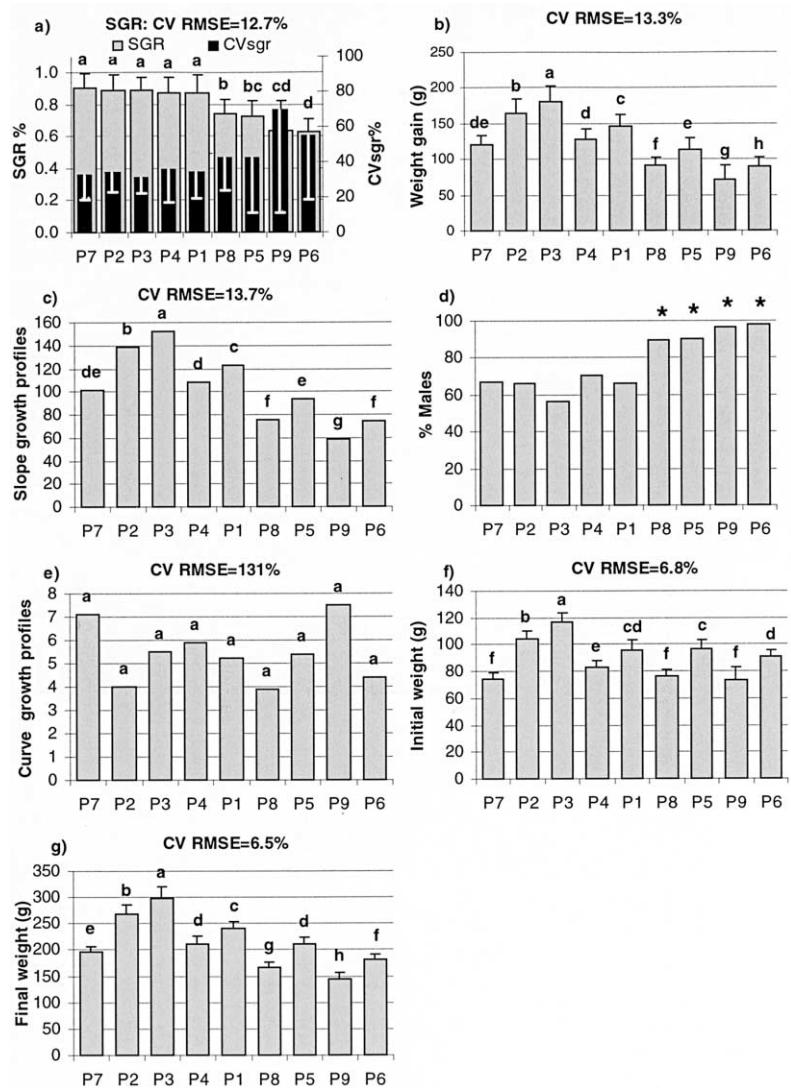 a) SGR: CV RMSE=12.7%
SGR CVsgr
a a a a a b bc cd d
SGR %
1.0
0.8
0.6
0.4
0.2
0.0
100
80
60
40
20
0
CVsgr%
P7 P2 P3 P4 P1 P8 P5 P9 P6
b) CV RMSE=13.3%
Weight gain (g)
250
200
150
100
50
0
de b a d c f e g h
P7 P2 P3 P4 P1 P8 P5 P9 P6
c) CV RMSE=13.7%
Slope growth profiles
160
140
120
100
80
60
40
20
0
de b a d c f e g f
P7 P2 P3 P4 P1 P8 P5 P9 P6
d)
* * * *
% Males
100
80
60
40
20
0
P7 P2 P3 P4 P1 P8 P5 P9 P6
e) CV RMSE=131%
Curve growth profiles
8
7
6
5
4
3
2
1
0
a a a a a a a a a
P7 P2 P3 P4 P1 P8 P5 P9 P6
f) CV RMSE=6.8%
Initial weight (g)
140
120
100
80
60
40
20
0
f b a e cd f c f d
P7 P2 P3 P4 P1 P8 P5 P9 P6
g) CV RMSE=6.5%
Final weight (g)
350
300
250
200
150
100
50
0
e b a d c g d h f
P7 P2 P3 P4 P1 P8 P5 P9 P6